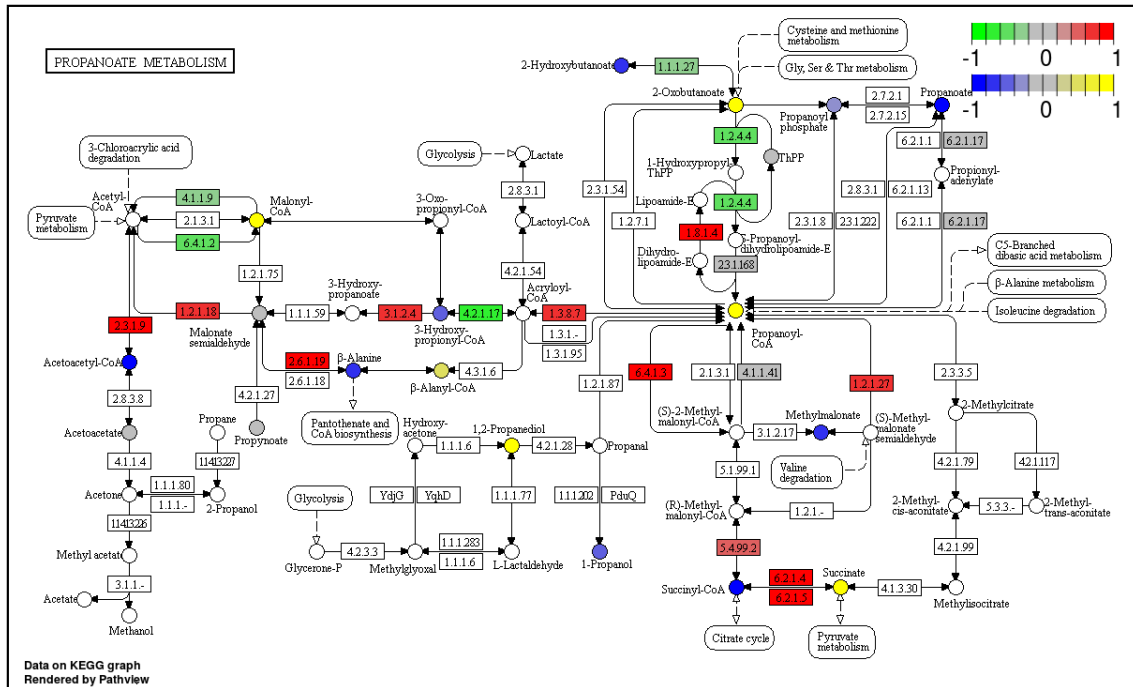 PROPANOATE METABOLISM
-1 0 1
-1 0 1
Cysteine and methionine
metabolism
Gly, Ser & Thr metabolism
2-Hydroxybutanoate
1.1.1.27
2-Oxobutanoate
Propanoyl
phosphate
2.7.2.1
2.7.2.15
Propanoate
6.2.1.1
6.2.1.17
Propionyl-
adenylate
6.2.1.1
6.2.1.17
2.8.3.1
6.2.1.13
2.3.1.8
2.3.1.222
2.3.1.54
1.2.7.1
1.2.4.4
ThPP
1-Hydroxypropyl-
ThPP
Lipoamide-E
1.2.4.4
1.8.1.4
S-Propanoyl-
dihydrolipoamide-E
Dihydro-
lipoamide-E
2.3.1.168
C5-Branched
dibasic acid metabolism
β-Alanine metabolism
Isoleucine degradation
3-Chloroacrylic acid
degradation
Acetyl-
CoA
Pyruvate
metabolism
4.1.1.9
2.1.3.1
6.4.1.2
Malonyl-
CoA
1.2.1.75
3-Oxo-
propionyl-CoA
Glycolysis
Lactate
2.8.3.1
Lactoyl-CoA
4.2.1.54
Acryloyl-
CoA
1.2.1.18
Malonate
semialdehyde
1.1.1.59
3-Hydroxy-
propanoate
3.1.2.4
3-Hydroxy-
propionyl-CoA
4.2.1.17
1.3.8.7
1.3.1.-
1.3.1.95
Propanoyl-
CoA
2.3.1.9
Acetoacetyl-CoA
2.6.1.19
2.6.1.18
β-Alanine
β-Alanyl-CoA
4.3.1.6
4.2.1.27
Propynoate
Pantothenate and
CoA biosynthesis
2.8.3.8
Acetoacetate
4.1.1.4
Acetone
Propane
1.14.13.227
2-Propanol
1.1.1.80
1.1.1.-
1.14.13.226
Methyl acetate
3.1.1.-
Acetate
Methanol
Hydroxy-
acetone
1.1.1.6
1,2-Propanediol
4.2.1.28
Propanal
1.2.1.87
YdjG
YqhD
1.1.1.77
1.1.1.202
PduQ
Glycolysis
Glycerone-P
4.2.3.3
Methylglyoxal
1.1.1.283
1.1.1.6
L-Lactaldehyde
1-Propanol
6.4.1.3
2.1.3.1
4.1.1.41
1.2.1.27
2.3.3.5
(S)-2-Methyl-
malonyl-CoA
3.1.2.17
Methylmalonate
(S)-Methyl-
malonate
semialdehyde
Valine
degradation
5.1.99.1
(R)-Methyl-
malonyl-CoA
1.2.1.-
5.4.99.2
Succinyl-CoA
6.2.1.4
6.2.1.5
Succinate
4.1.3.30
Methylisocitrate
Citrate cycle
Pyruvate
metabolism
2-Methylcitrate
4.2.1.79
4.2.1.117
2-Methyl-
cis-aconitate
5.3.3.-
2-Methyl-
trans-aconitate
4.2.1.99
Data on KEGG graph
Rendered by Pathview